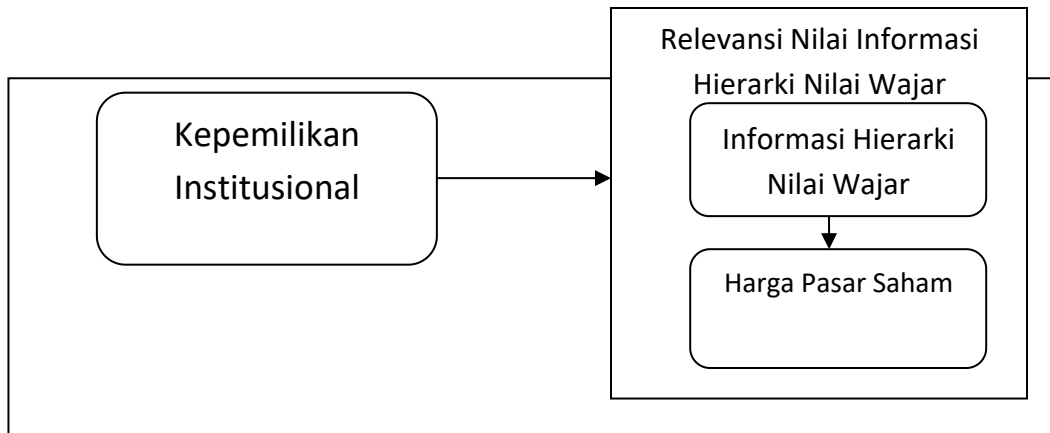 Relevansi Nilai Informasi
Hierarki Nilai Wajar
Kepemilikan
Institusional
Informasi Hierarki
Nilai Wajar
Harga Pasar Saham